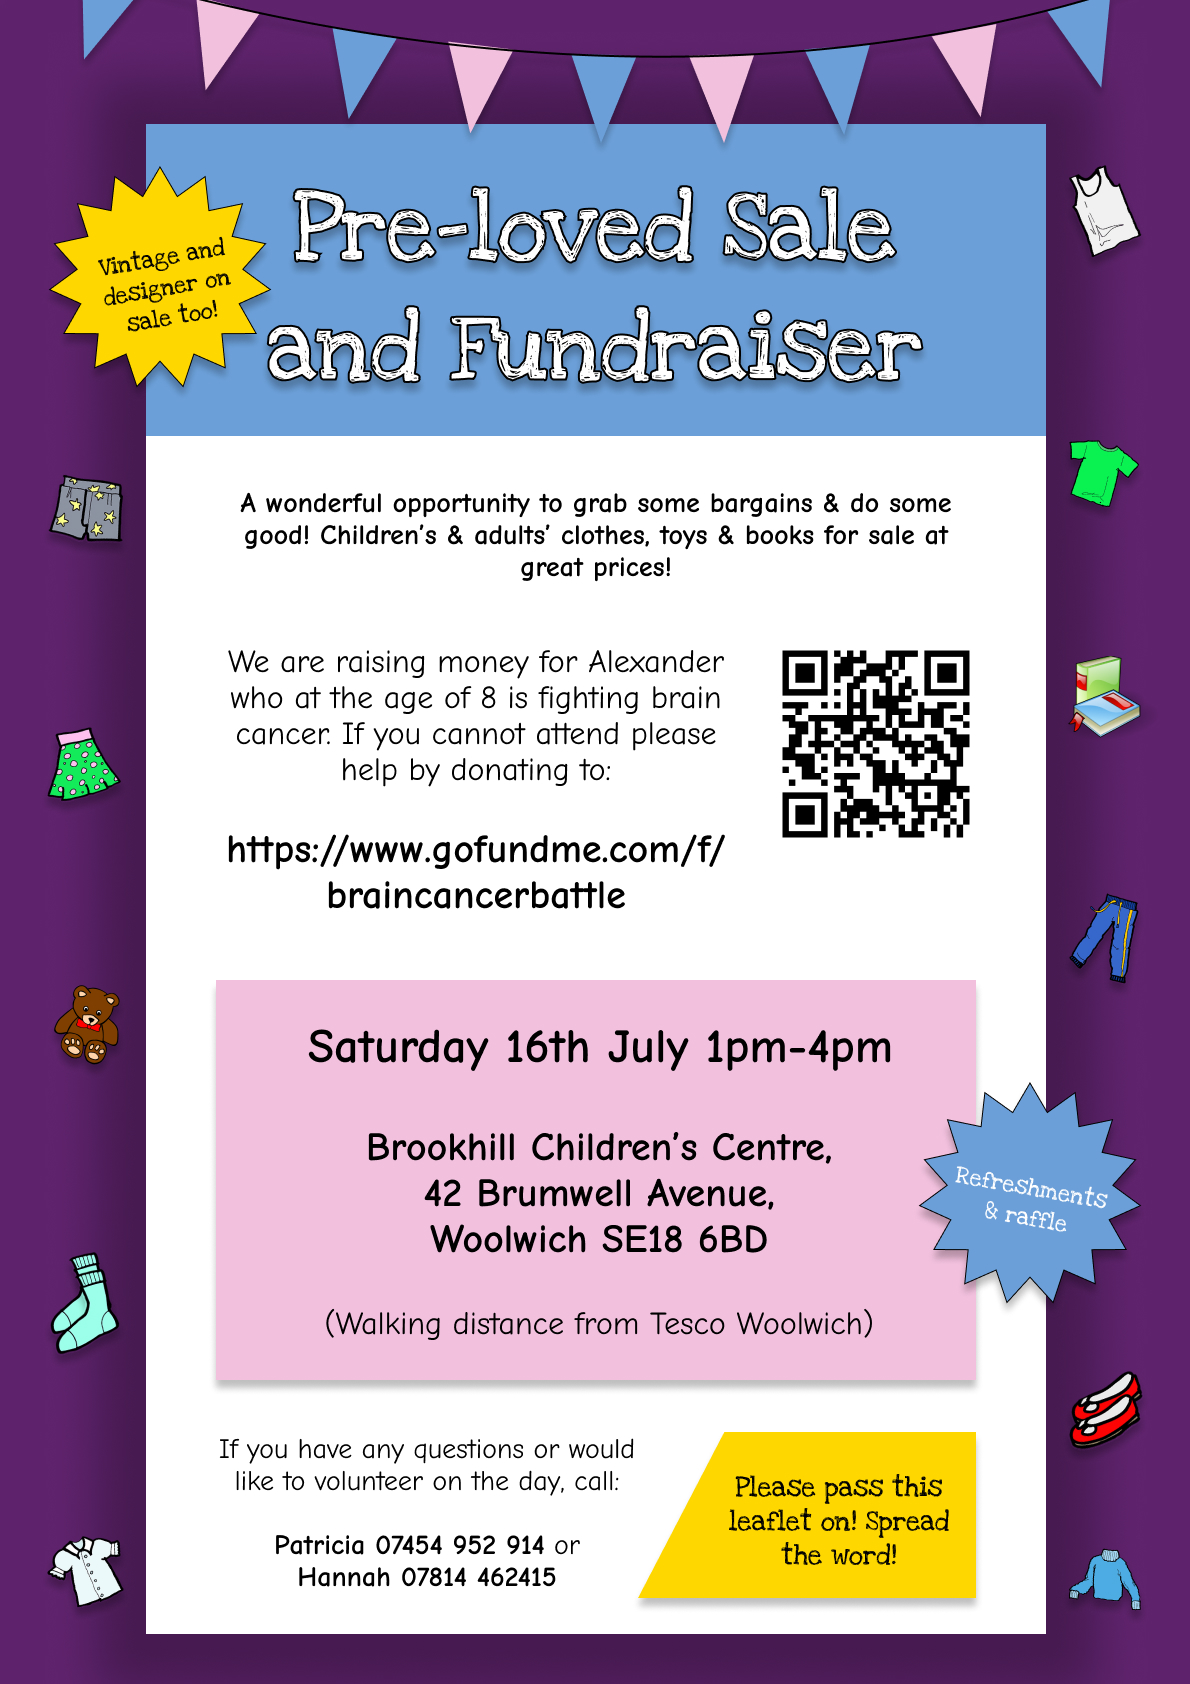 Pre-loved Sale
and Fundraiser
Vintage and
designer on
sale too!
A wonderful opportunity to grab some bargains & do some
good! Children's & adults' clothes, toys & books for sale at
great prices!
We are raising money for Alexander
who at the age of 8 is fighting brain
cancer. If you cannot attend please
help by donating to:
https://www.gofundme.com/f/
braincancerbattle
Saturday 16th July 1pm-4pm
Brookhill Children's Centre,
42 Brumwell Avenue,
Woolwich SE18 6BD
(Walking distance from Tesco Woolwich)
Refreshments
& raffle
If you have any questions or would
like to volunteer on the day, call:
Patricia 07454 952 914 or
Hannah 07814 462415
Please pass this
leaflet on! Spread
the word!